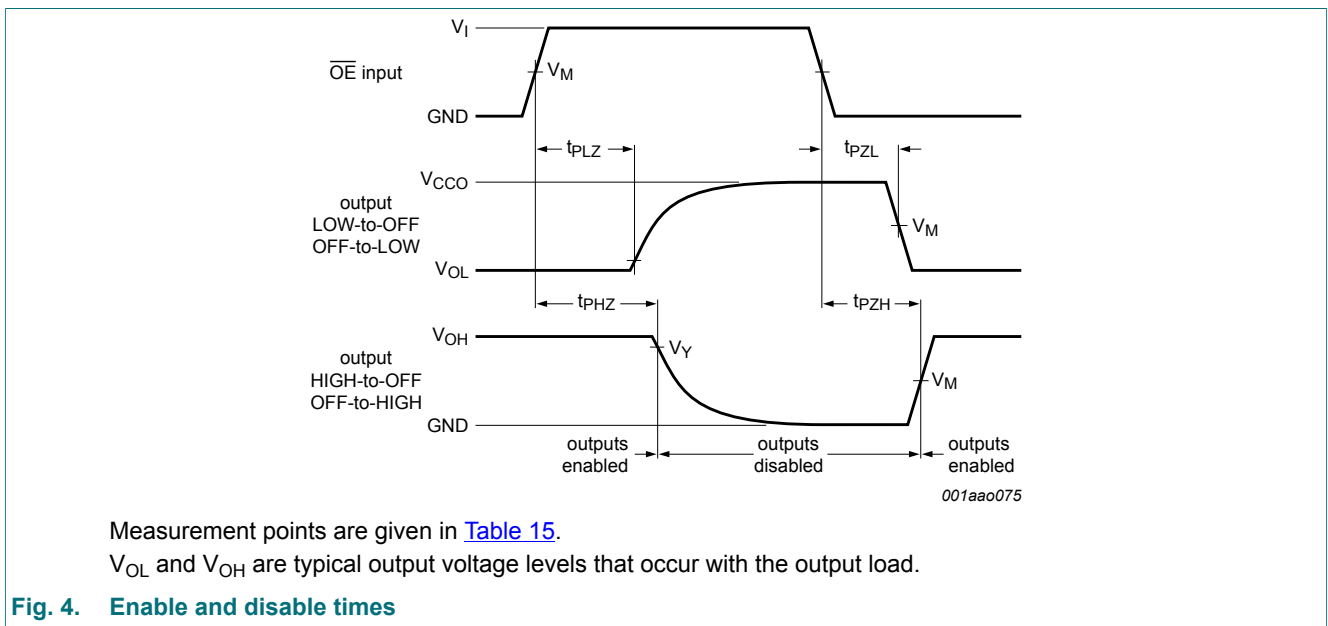 V_I
OE input
V_M
GND
t_PLZ
t_PZL
V_CCO
output
LOW-to-OFF
OFF-to-LOW
V_M
V_OL
t_PHZ
t_PZH
V_OH
output
HIGH-to-OFF
OFF-to-HIGH
V_Y
V_M
GND
outputs
enabled
outputs
disabled
outputs
enabled
001aao075
Measurement points are given in Table 15.
V_OL and V_OH are typical output voltage levels that occur with the output load.
Fig. 4. Enable and disable times